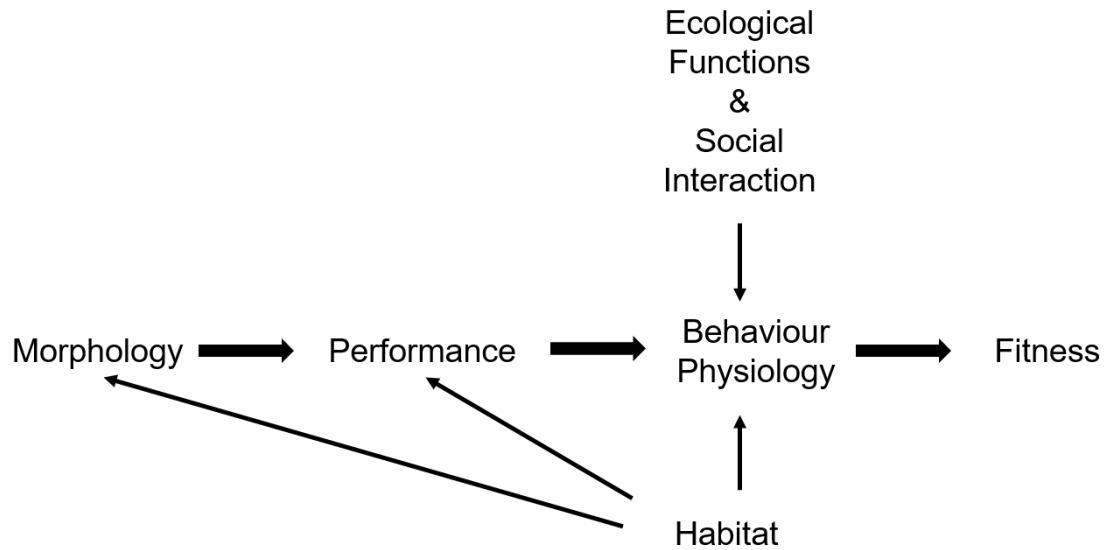 Ecological
Functions
&
Social
Interaction
Morphology
Performance
Behaviour
Physiology
Fitness
Habitat